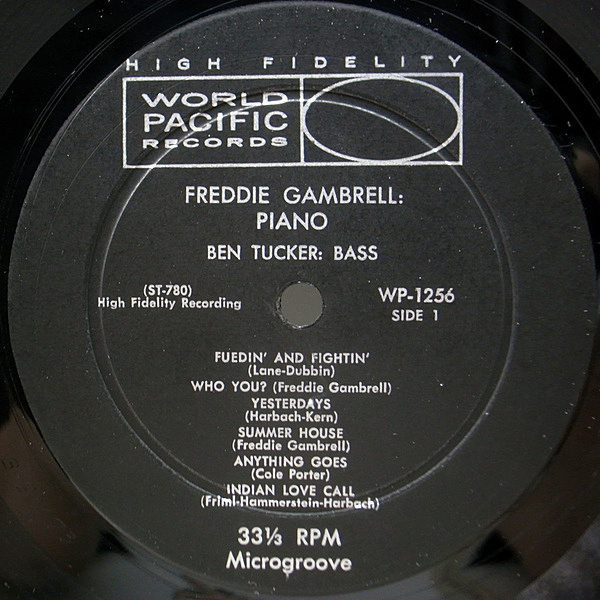 HIGH FIDELITY
WORLD
PACIFIC
RECORDS
FREDDIE GAMBRELL:
PIANO
BEN TUCKER: BASS
(ST-780)
High Fidelity Recording
WP-1256
SIDE 1
FUEDIN' AND FIGHTIN'
(Lane-Dubbin)
WHO YOU? (Freddie Gambrell)
YESTERDAYS
(Harbach-Kern)
SUMMER HOUSE
(Freddie Gambrell)
ANYTHING GOES
(Cole Porter)
INDIAN LOVE CALL
(Friml-Hammerstein-Harbach)
33⅓ RPM
Microgroove